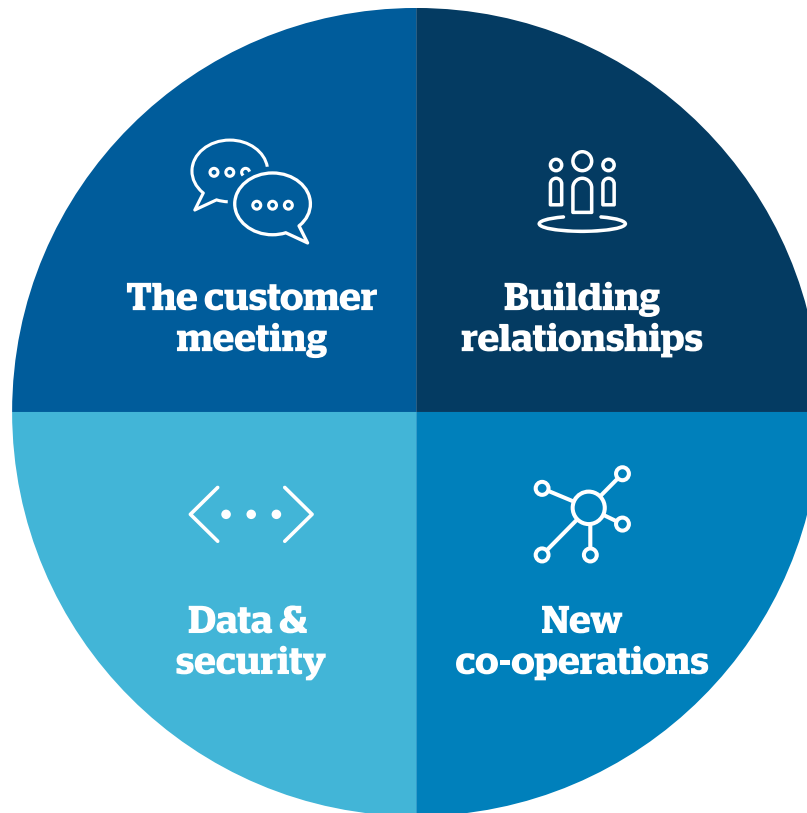 The customer
meeting
Building
relationships
Data &
security
New
co-operations